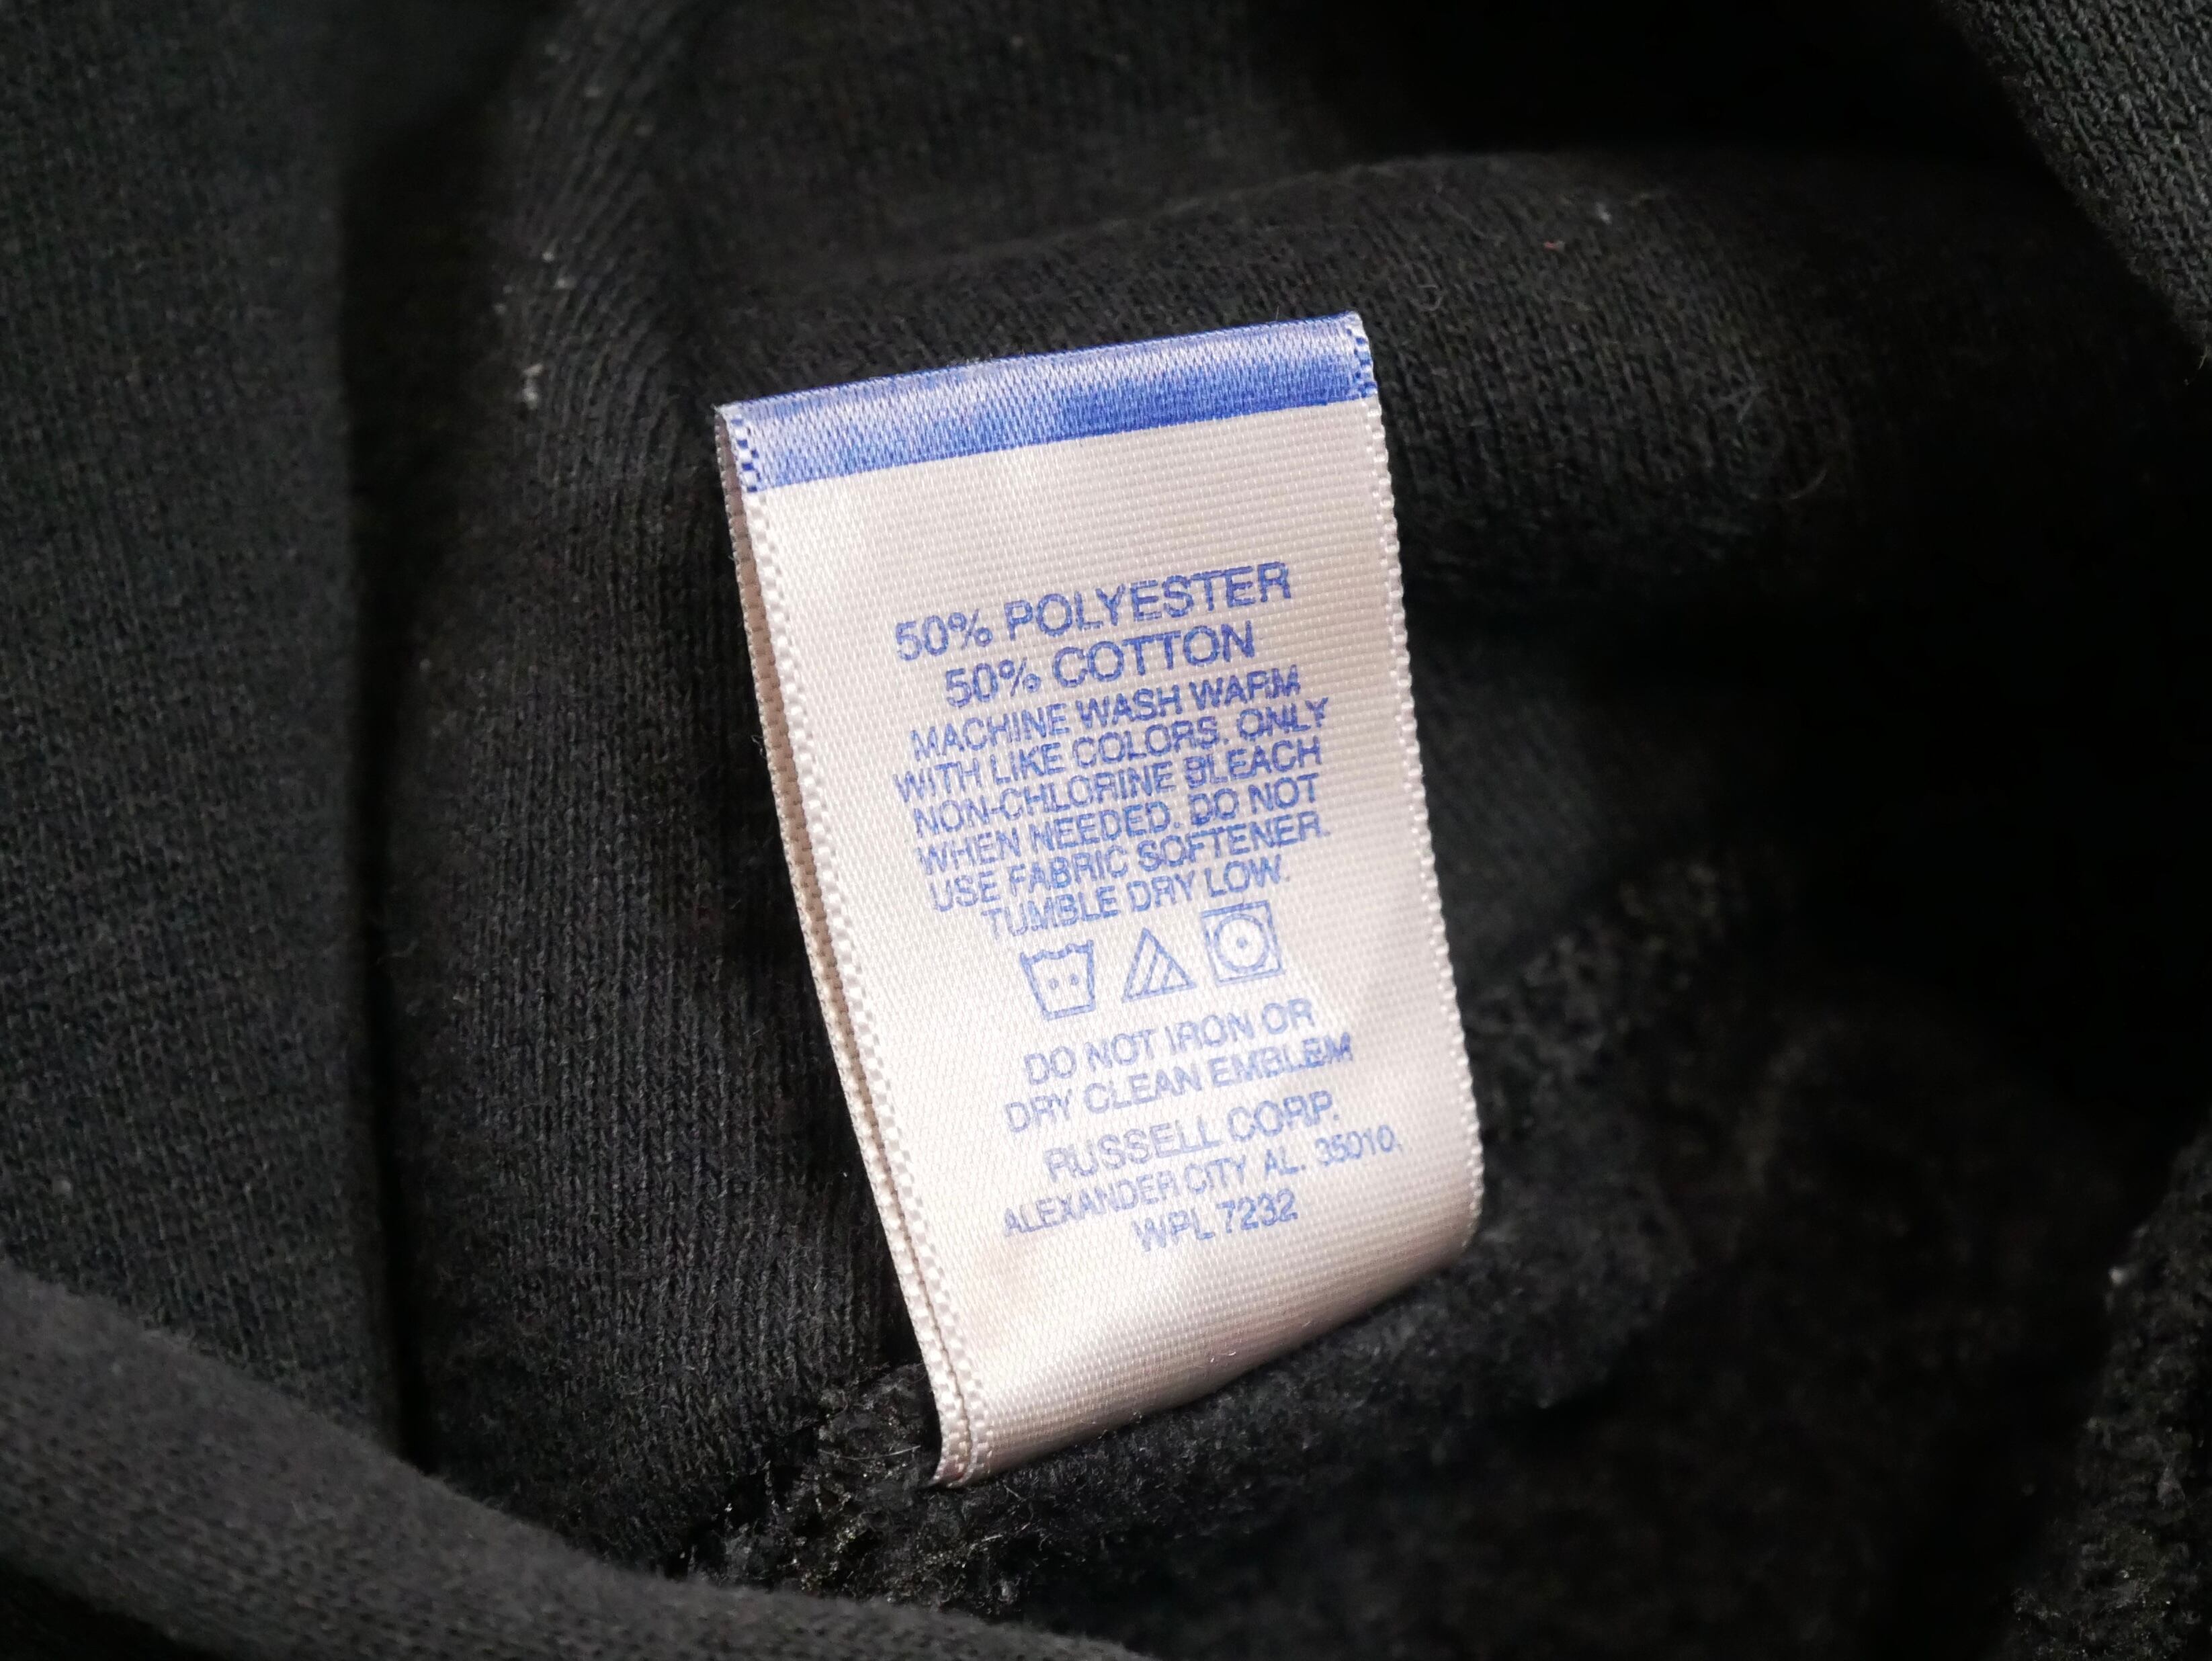 50% POLYESTER
50% COTTON
MACHINE WASH WARM
WITH LIKE COLORS. ONLY
NON-CHLORINE BLEACH
WHEN NEEDED. DO NOT
USE FABRIC SOFTENER.
TUMBLE DRY LOW.
DO NOT IRON OR
DRY CLEAN EMBLEM
RUSSELL CORP.
ALEXANDER CITY AL. 35010,
WPL 7232